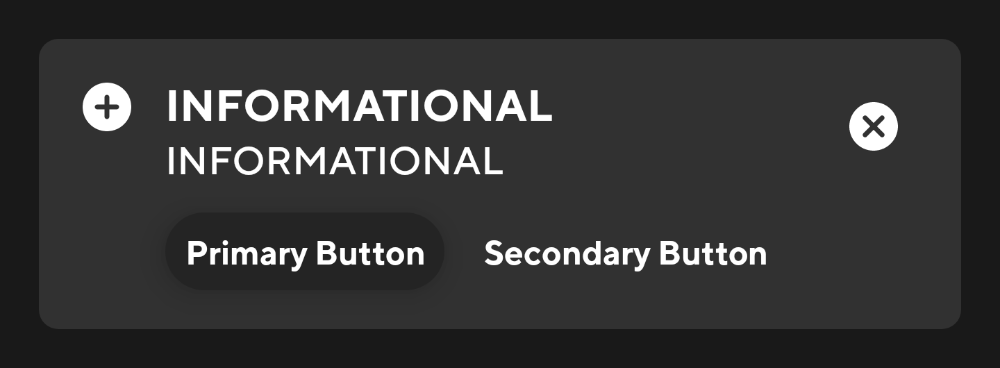 INFORMATIONAL
INFORMATIONAL
Primary Button Secondary Button